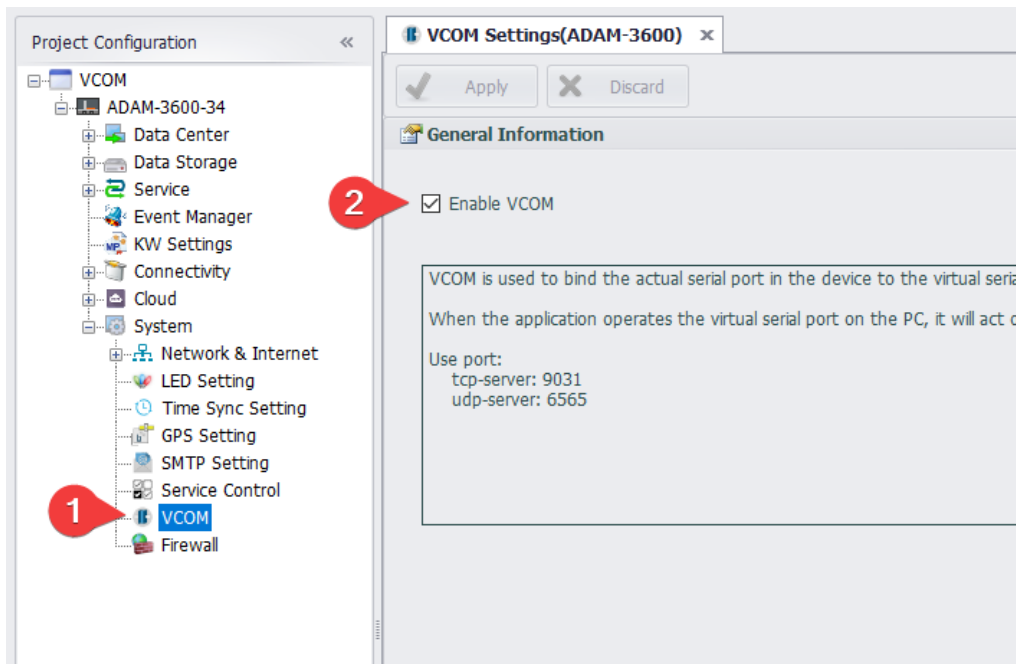 Project Configuration
VCOM
ADAM-3600-34
Data Center
Data Storage
Service
Event Manager
KW Settings
Connectivity
Cloud
System
Network & Internet
LED Setting
Time Sync Setting
GPS Setting
SMTP Setting
Service Control
1
VCOM
Firewall
VCOM Settings(ADAM-3600)
Apply
Discard
General Information
2
Enable VCOM
VCOM is used to bind the actual serial port in the device to the virtual
When the application operates the virtual serial port on the PC, it will act
Use port:
tcp-server: 9031
udp-server: 6565